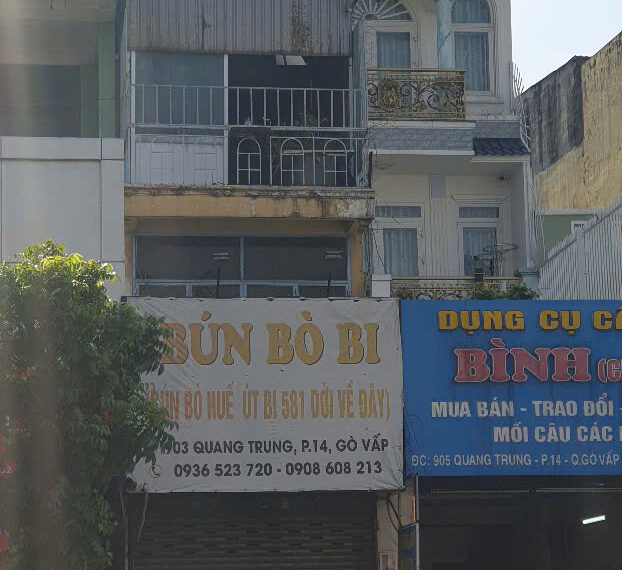 BÚN BÒ BI
(BÚN BÒ HUẾ ÚT BI 581 DỜI VỀ ĐÂY)
903 QUANG TRUNG, P.14, GÒ VẤP
0936 523 720 - 0908 608 213
DỤNG CỤ
BÌNH
MUA BÁN - TRAO ĐỔI -
MỒI CÂU CÁC
ĐC: 905 QUANG TRUNG - P.14 - Q.GÒ VẤP